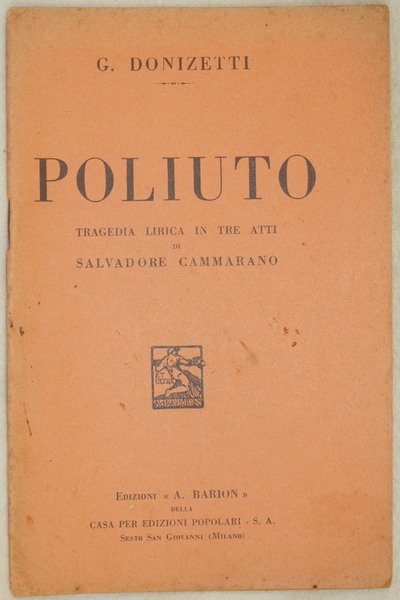 G. DONIZETTI
POLIUTO
TRAGEDIA LIRICA IN TRE ATTI
DI
SALVADORE CAMMARANO
A. BARION
EDIZIONI « A. BARION »
DELLA
CASA PER EDIZIONI POPOLARI - S. A.
SESTO SAN GIOVANNI (MILANO)